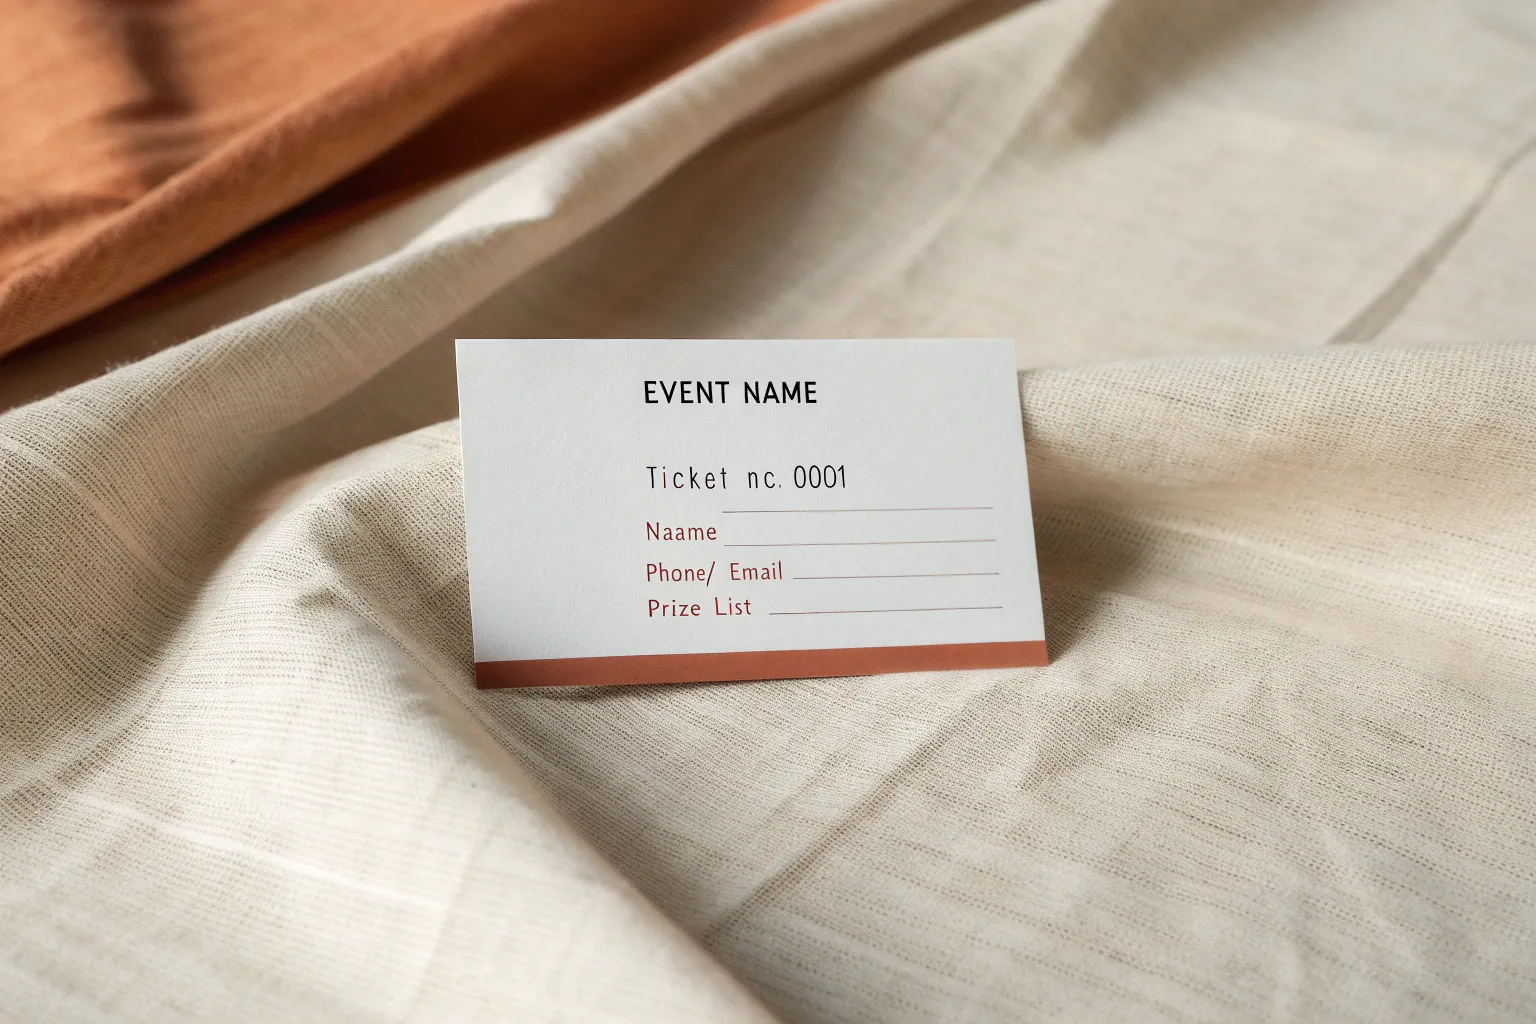 EVENT NAME
Ticket nc. 0001
Naame
Phone/ Email
Prize List